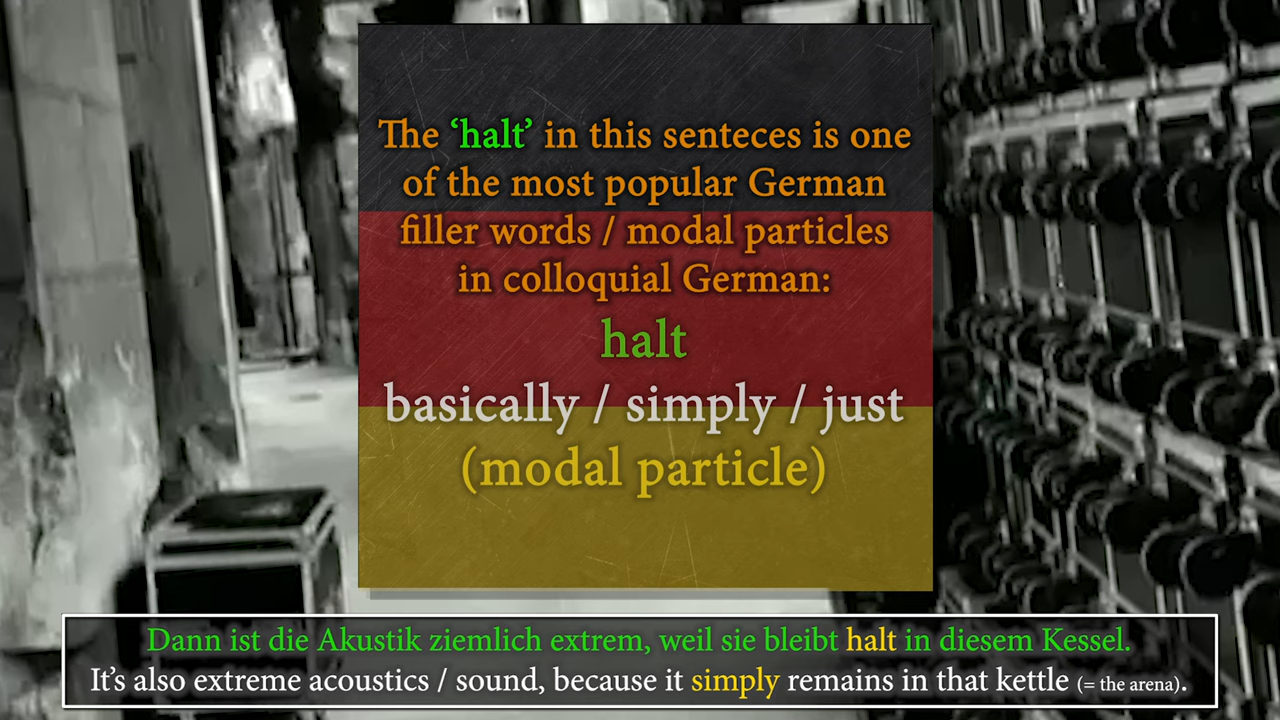 The ‘halt’ in this senteces is one
of the most popular German
filler words / modal particles
in colloquial German:
halt
basically / simply / just
(modal particle)
Dann ist die Akustik ziemlich extrem, weil sie bleibt halt in diesem Kessel.
It’s also extreme acoustics / sound, because it simply remains in that kettle (= the arena).